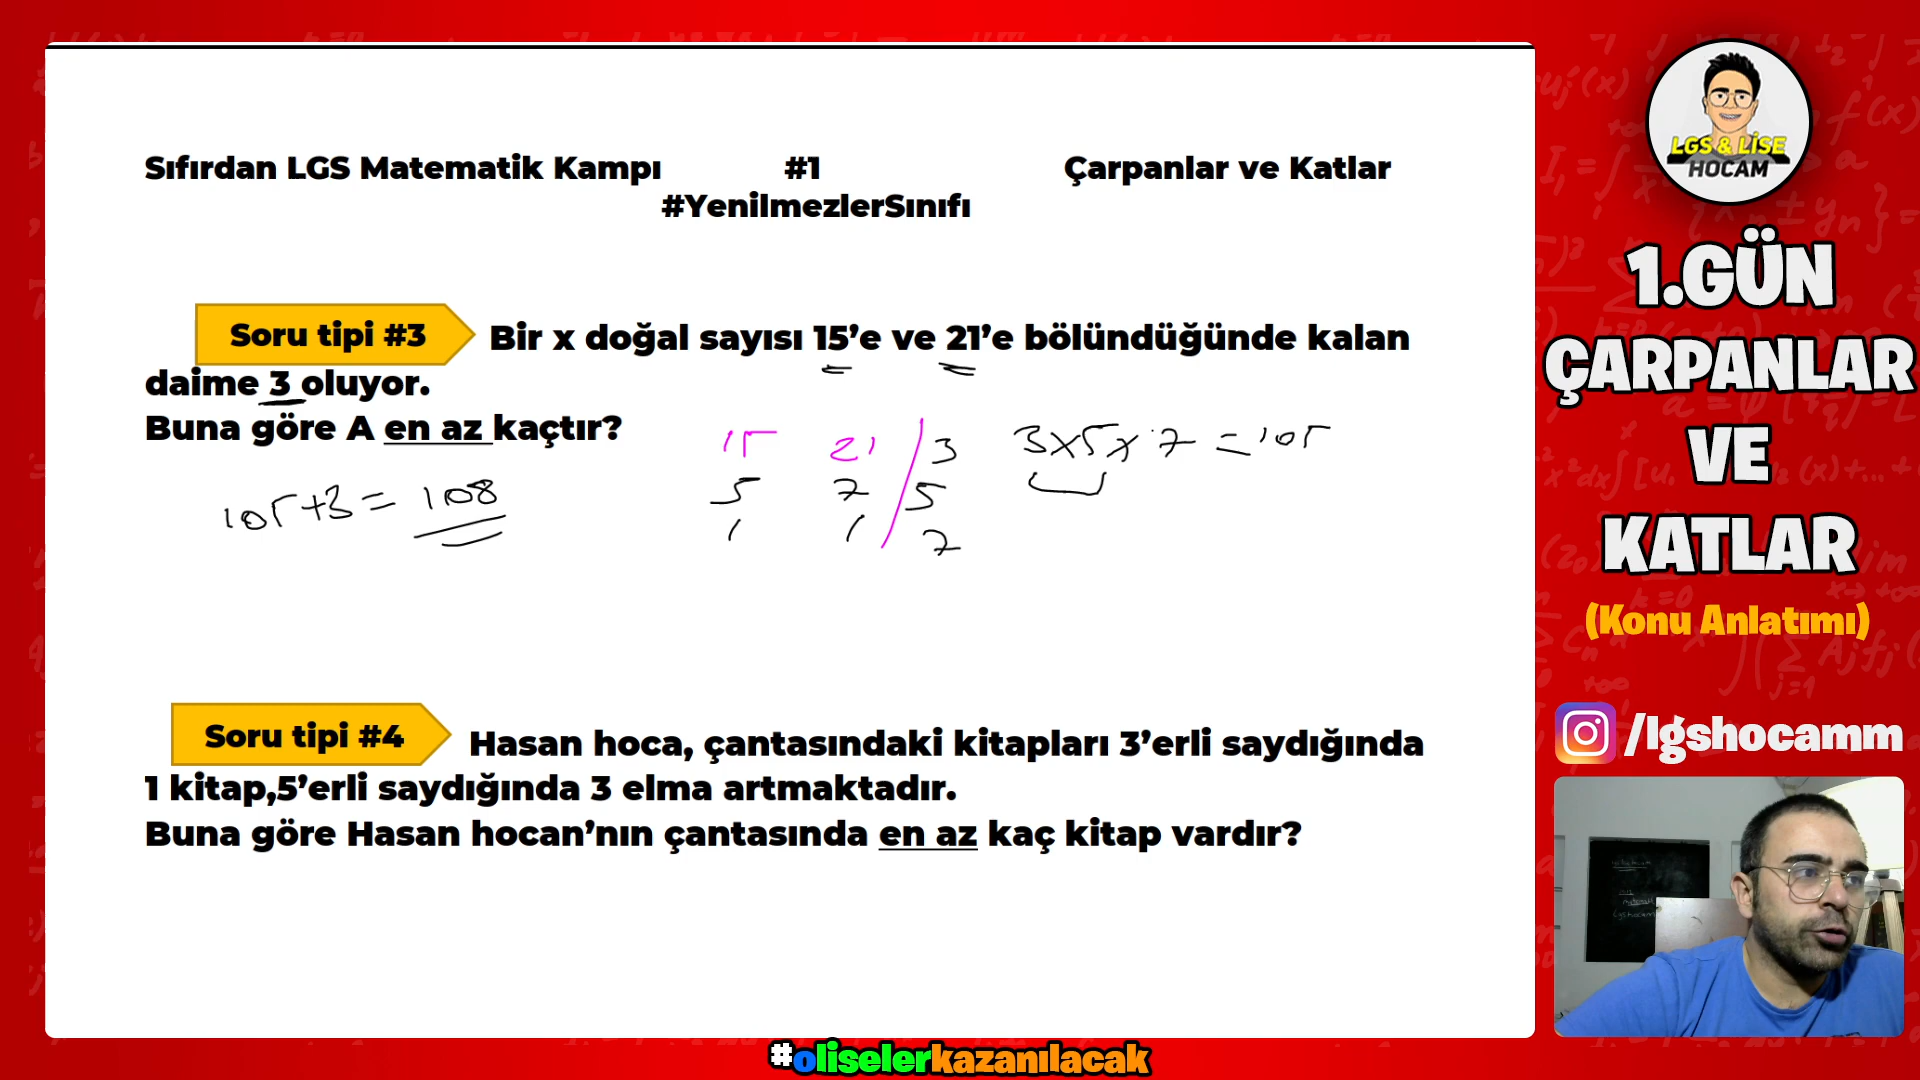 Sıfırdan LGS Matematik Kampı #1 Çarpanlar ve Katlar
#YenilmezlerSınıfı
Soru tipi #3 Bir x doğal sayısı 15’e ve 21’e bölündüğünde kalan
daime 3 oluyor.
Buna göre A en az kaçtır?
105+3=108
15 21 3
5 7 5
1 1 7
3x5x7=105
Soru tipi #4 Hasan hoca, çantasındaki kitapları 3’erli saydığında
1 kitap,5’erli saydığında 3 elma artmaktadır.
Buna göre Hasan hocan’nın çantasında en az kaç kitap vardır?
LGS & LİSE
HOCAM
1.GÜN
ÇARPANLAR
VE
KATLAR
(Konu Anlatımı)
/lgshocamm
#oliselerkazanılacak